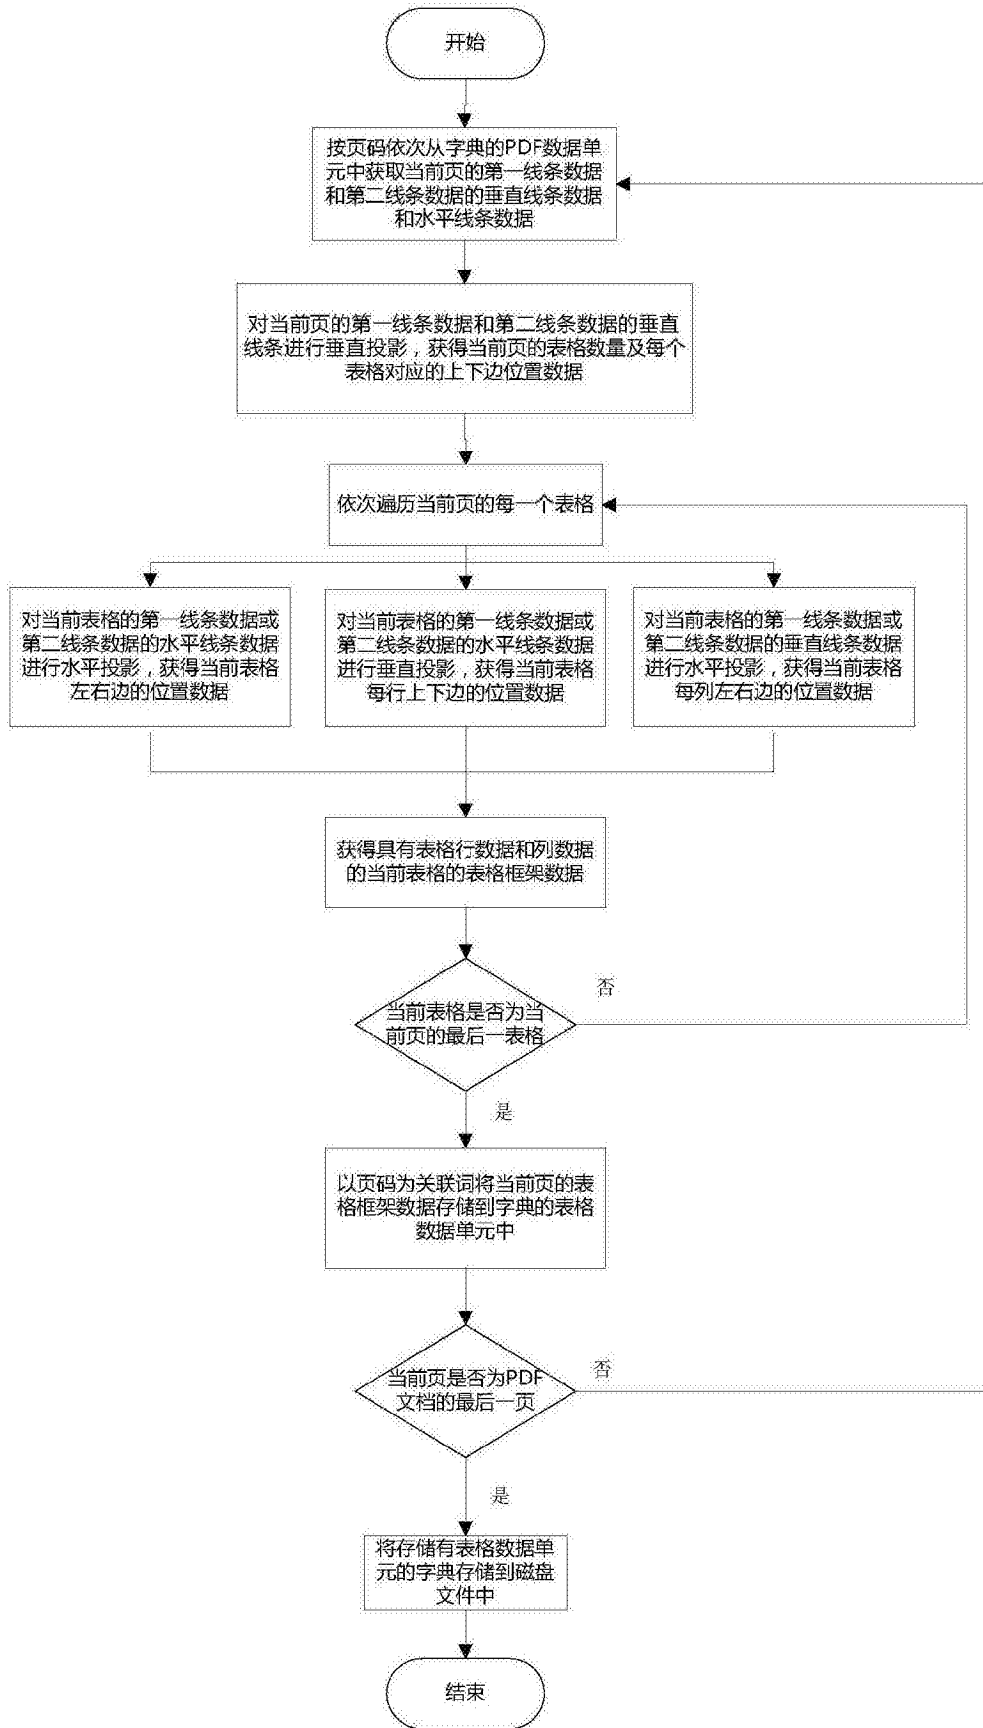 开始
按页码依次从字典的PDF数据单
元中获取当前页的第一线条数据
和第二线条数据的垂直线条数据
和水平线条数据
对当前页的第一线条数据和第二线条数据的垂直
线条进行垂直投影，获得当前页的表格数量及每个
表格对应的上下边位置数据
依次遍历当前页的每一个表格
对当前表格的第一线条数据或
第二线条数据的水平线条数据
进行水平投影，获得当前表格
左右边的位置数据
对当前表格的第一线条数据或
第二线条数据的水平线条数据
进行垂直投影，获得当前表格
每行上下边的位置数据
对当前表格的第一线条数据或
第二线条数据的垂直线条数据
进行水平投影，获得当前表格
每列左右边的位置数据
获得具有表格行数据和列数据
的当前表格的表格框架数据
当前表格是否为当
前页的最后一表格
否
是
以页码为关联词将当前页的表
格框架数据存储到字典的表格
数据单元中
当前页是否为PDF
文档的最后一页
否
是
将存储有表格数据单
元的字典存储到磁盘
文件中
结束